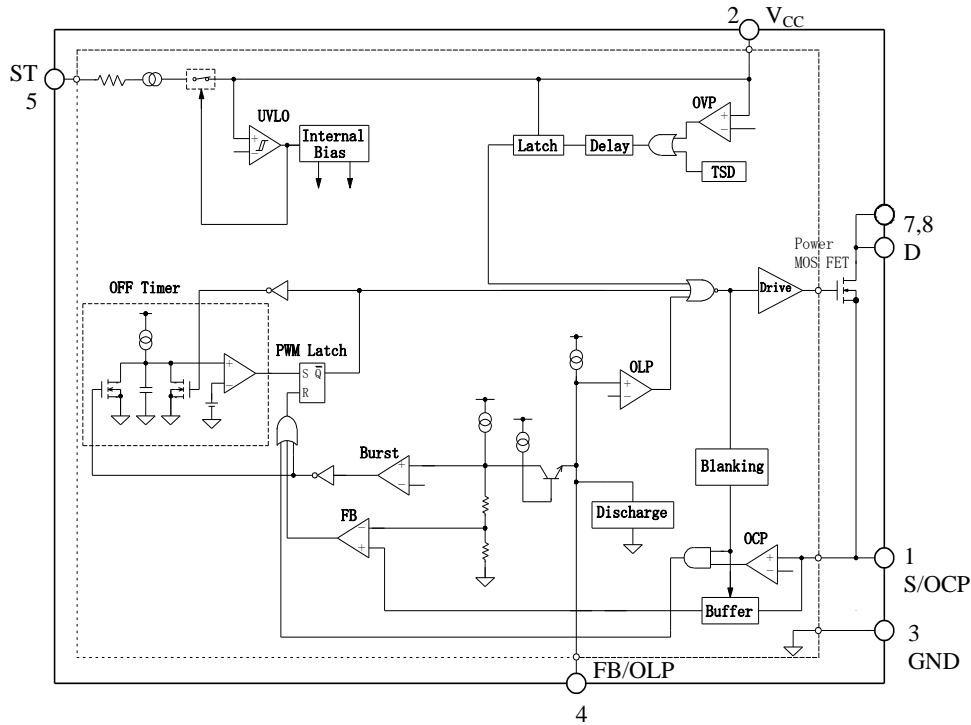 2 VCC
ST
5
OVP
UVLO
Internal
Bias
Latch
Delay
TSD
7,8
D
Power
MOS FET
OFF Timer
Drive
PWM Latch
S Q̅
R
OLP
Burst
Blanking
FB
Discharge
OCP
1
S/OCP
Buffer
3
GND
FB/OLP
4